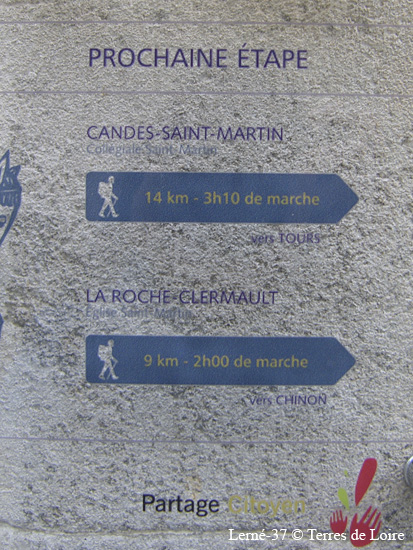 PROCHAINE ÉTAPE
CANDES-SAINT-MARTIN
Collégiale Saint-Martin
14 km - 3h10 de marche
...vers TOURS
LA ROCHE-CLERMAULT
Eglise Saint-Martin
9 km - 2h00 de marche
...vers CHINON
Partage Citoyen
Lerné-37 © Terres de Loire